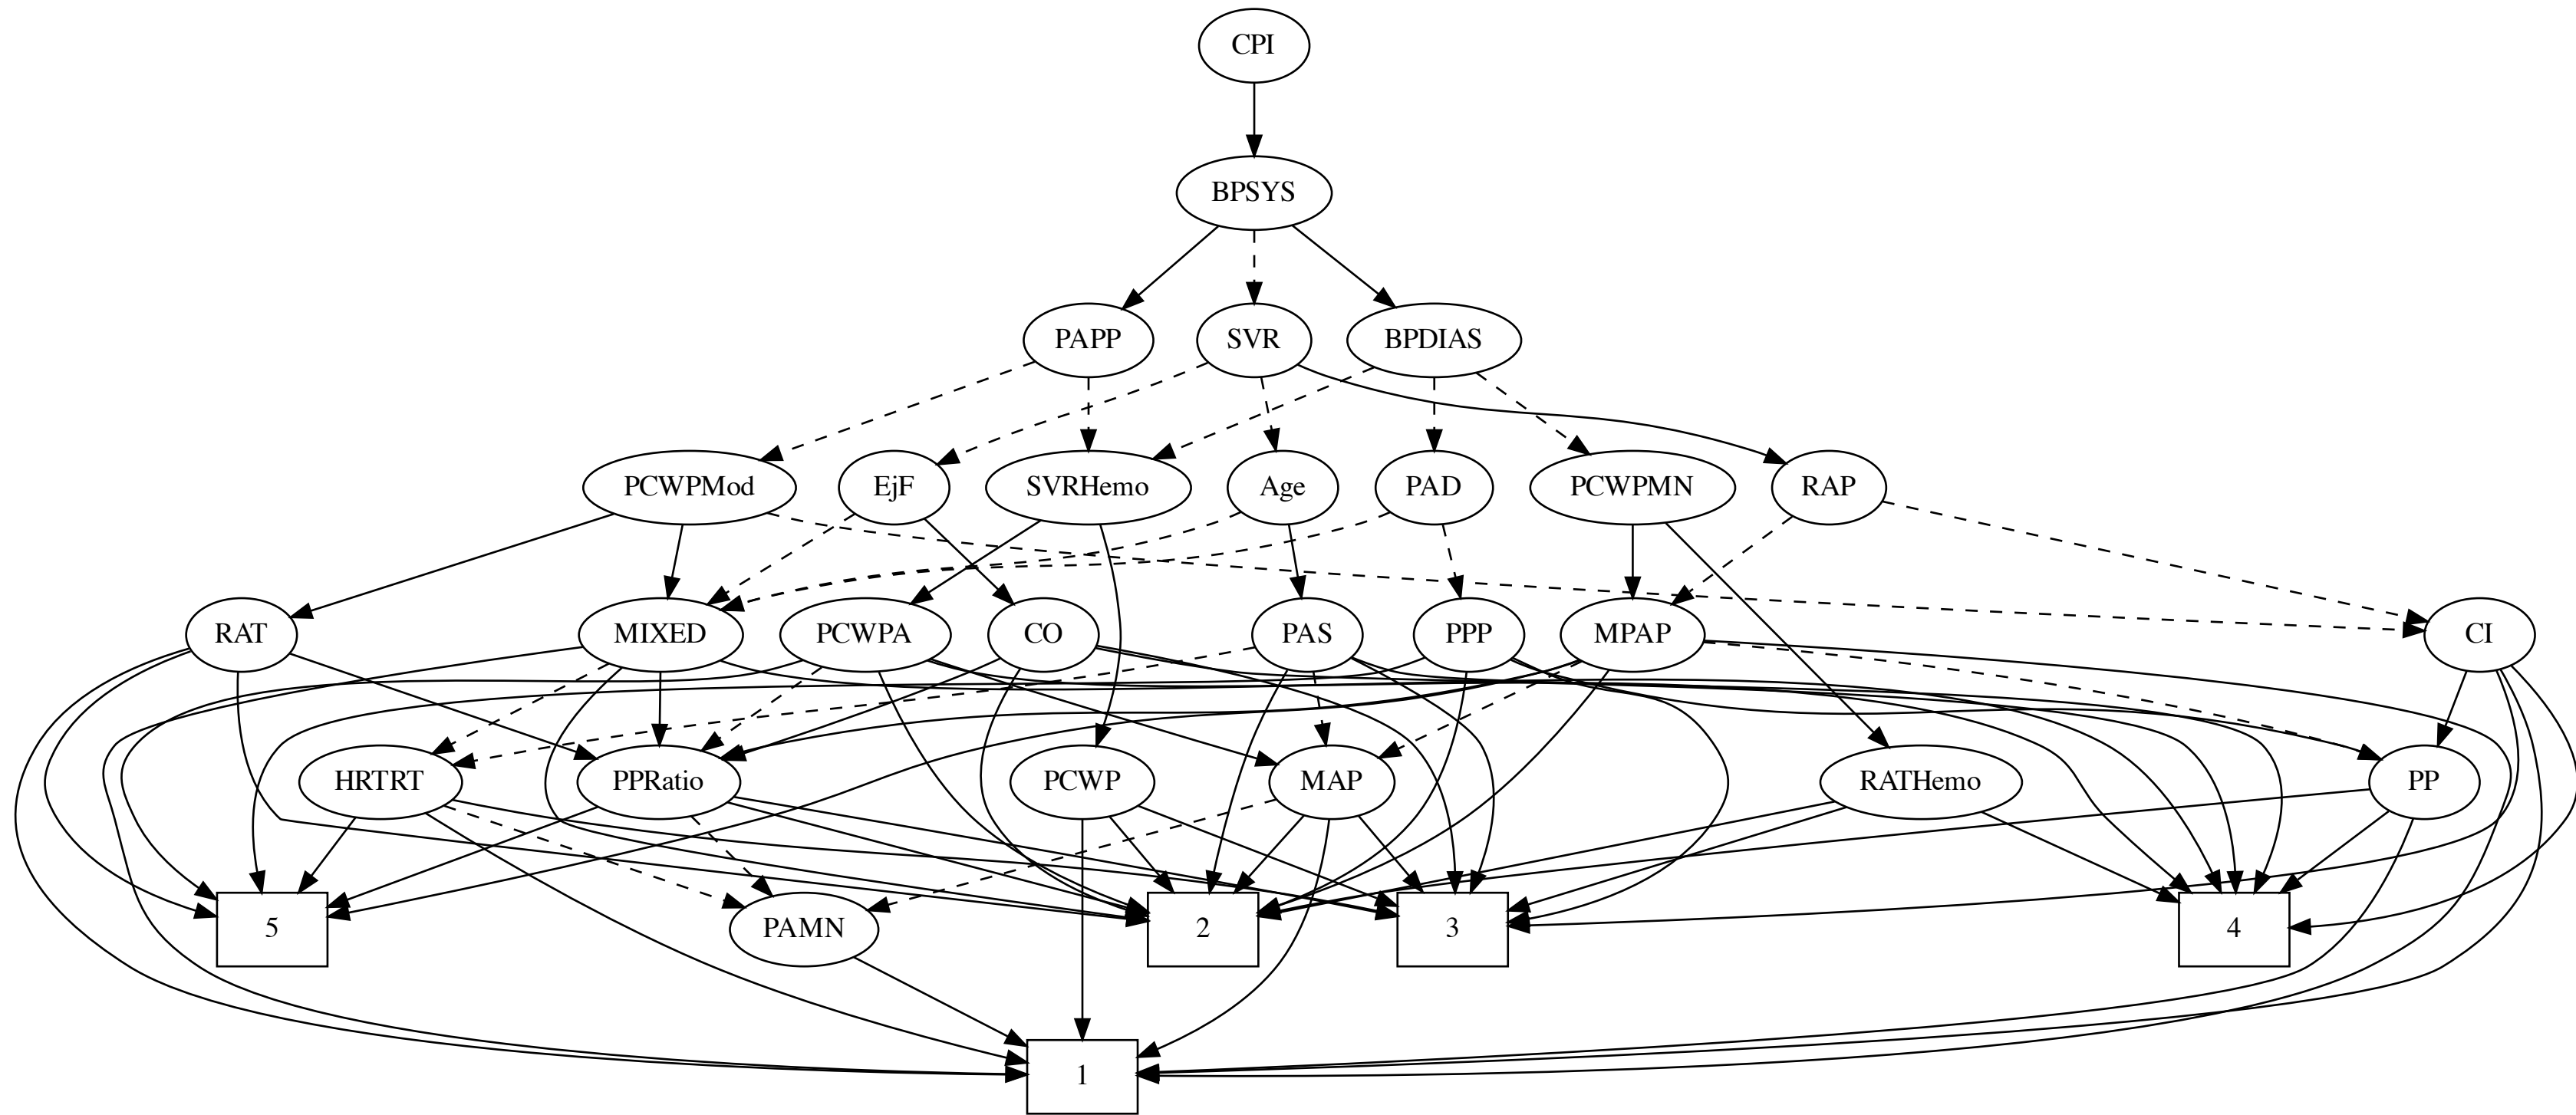 CPI
BPSYS
PAPP
SVR
BPDIAS
PCWPMod
EjF
SVRHemo
Age
PAD
PCWPMN
RAP
RAT
MIXED
PCWPA
CO
PAS
PPP
MPAP
CI
HRTRT
PPRatio
PCWP
MAP
RATHemo
PP
5
PAMN
2
3
4
1